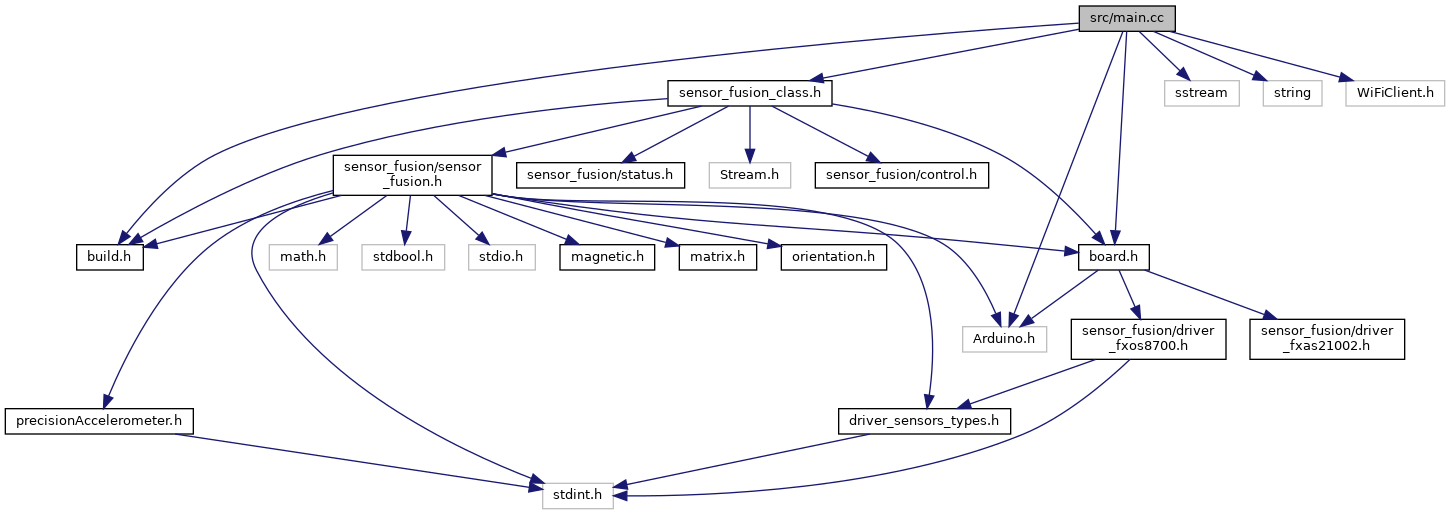 src/main.cc
sensor_fusion_class.h
sstream
string
WiFiClient.h
sensor_fusion/sensor
_fusion.h
sensor_fusion/status.h
Stream.h
sensor_fusion/control.h
build.h
math.h
stdbool.h
stdio.h
magnetic.h
matrix.h
orientation.h
board.h
Arduino.h
sensor_fusion/driver
_fxos8700.h
sensor_fusion/driver
_fxas21002.h
precisionAccelerometer.h
driver_sensors_types.h
stdint.h